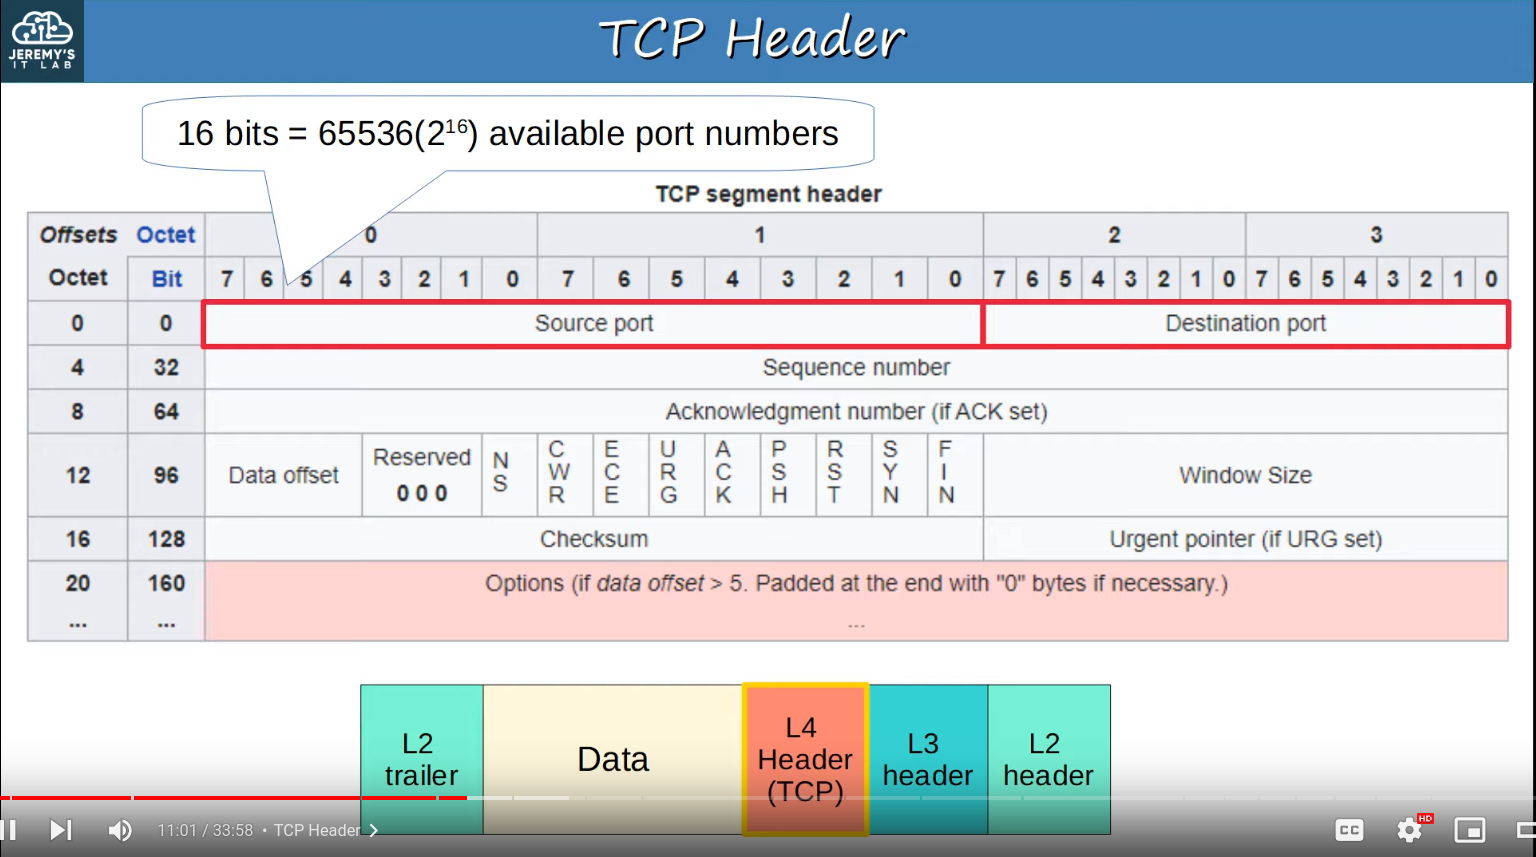 JEREMY'S
IT LAB
TCP Header
16 bits = 65536(2^16) available port numbers
TCP segment header
Offsets Octet 0 1 2 3
Octet Bit 7 6 5 4 3 2 1 0 7 6 5 4 3 2 1 0 7 6 5 4 3 2 1 0 7 6 5 4 3 2 1 0
0 0 Source port Destination port
4 32 Sequence number
8 64 Acknowledgment number (if ACK set)
12 96 Data offset Reserved 0 0 0 NS CWR ECE URG ACK PSH RST SYN FIN Window Size
16 128 Checksum Urgent pointer (if URG set)
20 160 Options (if data offset > 5. Padded at the end with "0" bytes if necessary.)
... ... ...
L2 trailer
Data
L4 Header (TCP)
L3 header
L2 header
11:01 / 33:58 • TCP Header
CC
HD